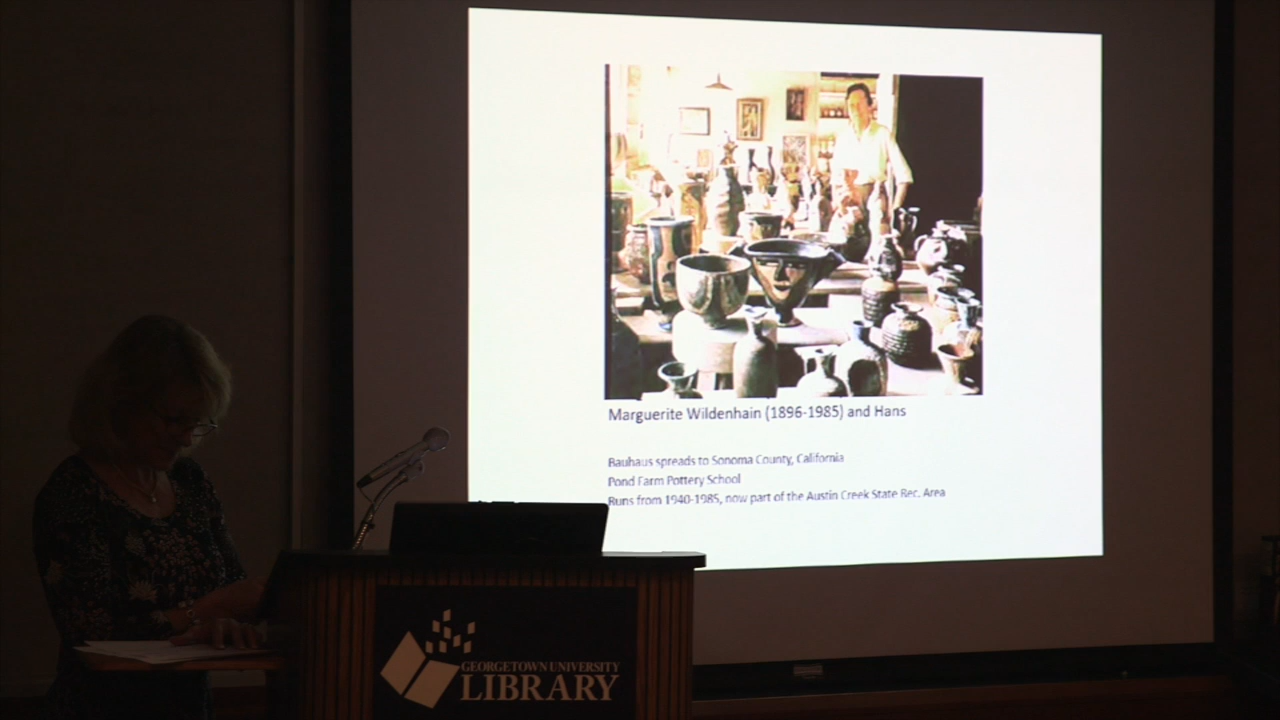 Marguerite Wildenhain (1896-1985) and Hans
Bauhaus spreads to Sonoma County, California
Pond Farm Pottery School
Runs from 1940-1985, now part of the Austin Creek State Rec. Area
GEORGETOWN UNIVERSITY
LIBRARY